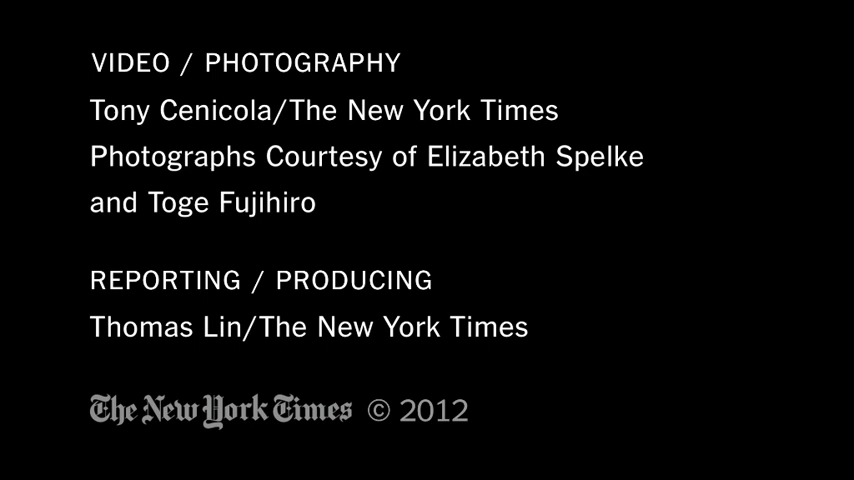 VIDEO / PHOTOGRAPHY
Tony Cenicola/The New York Times
Photographs Courtesy of Elizabeth Spelke
and Toge Fujihiro
REPORTING / PRODUCING
Thomas Lin/The New York Times
The New York Times © 2012